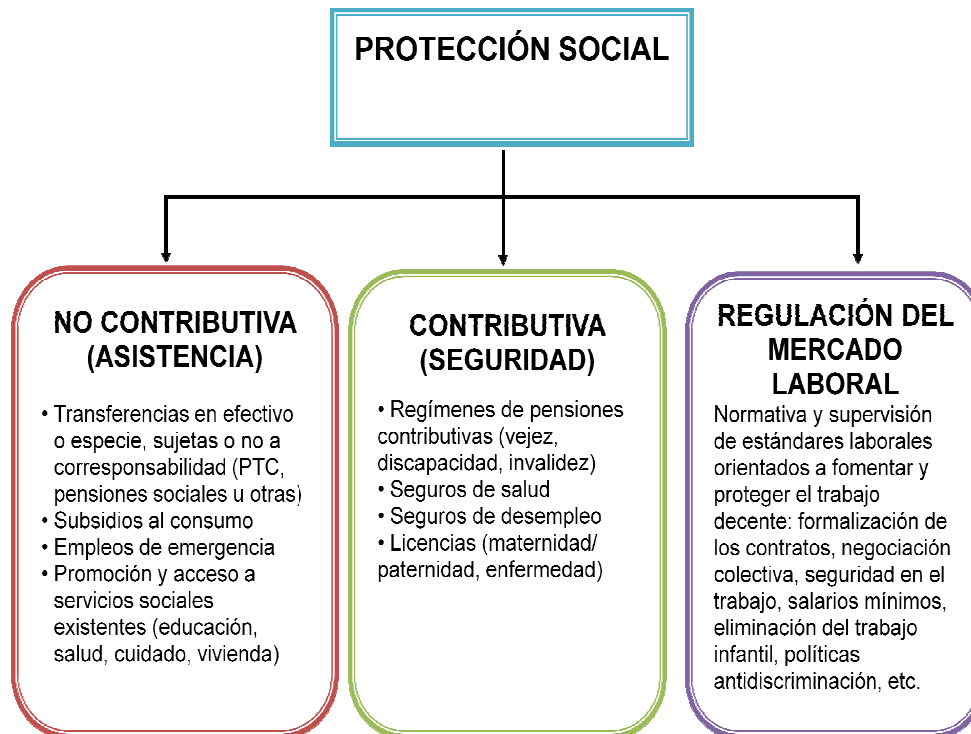 PROTECCIÓN SOCIAL
NO CONTRIBUTIVA
(ASISTENCIA)
• Transferencias en efectivo
o especie, sujetas o no a
corresponsabilidad (PTC,
pensiones sociales u otras)
• Subsidios al consumo
• Empleos de emergencia
• Promoción y acceso a
servicios sociales
existentes (educación,
salud, cuidado, vivienda)
CONTRIBUTIVA
(SEGURIDAD)
• Regímenes de pensiones
contributivas (vejez,
discapacidad, invalidez)
• Seguros de salud
• Seguros de desempleo
• Licencias (maternidad/
paternidad, enfermedad)
REGULACIÓN DEL
MERCADO
LABORAL
Normativa y supervisión
de estándares laborales
orientados a fomentar y
proteger el trabajo
decente: formalización de
los contratos, negociación
colectiva, seguridad en el
trabajo, salarios mínimos,
eliminación del trabajo
infantil, políticas
antidiscriminación, etc.